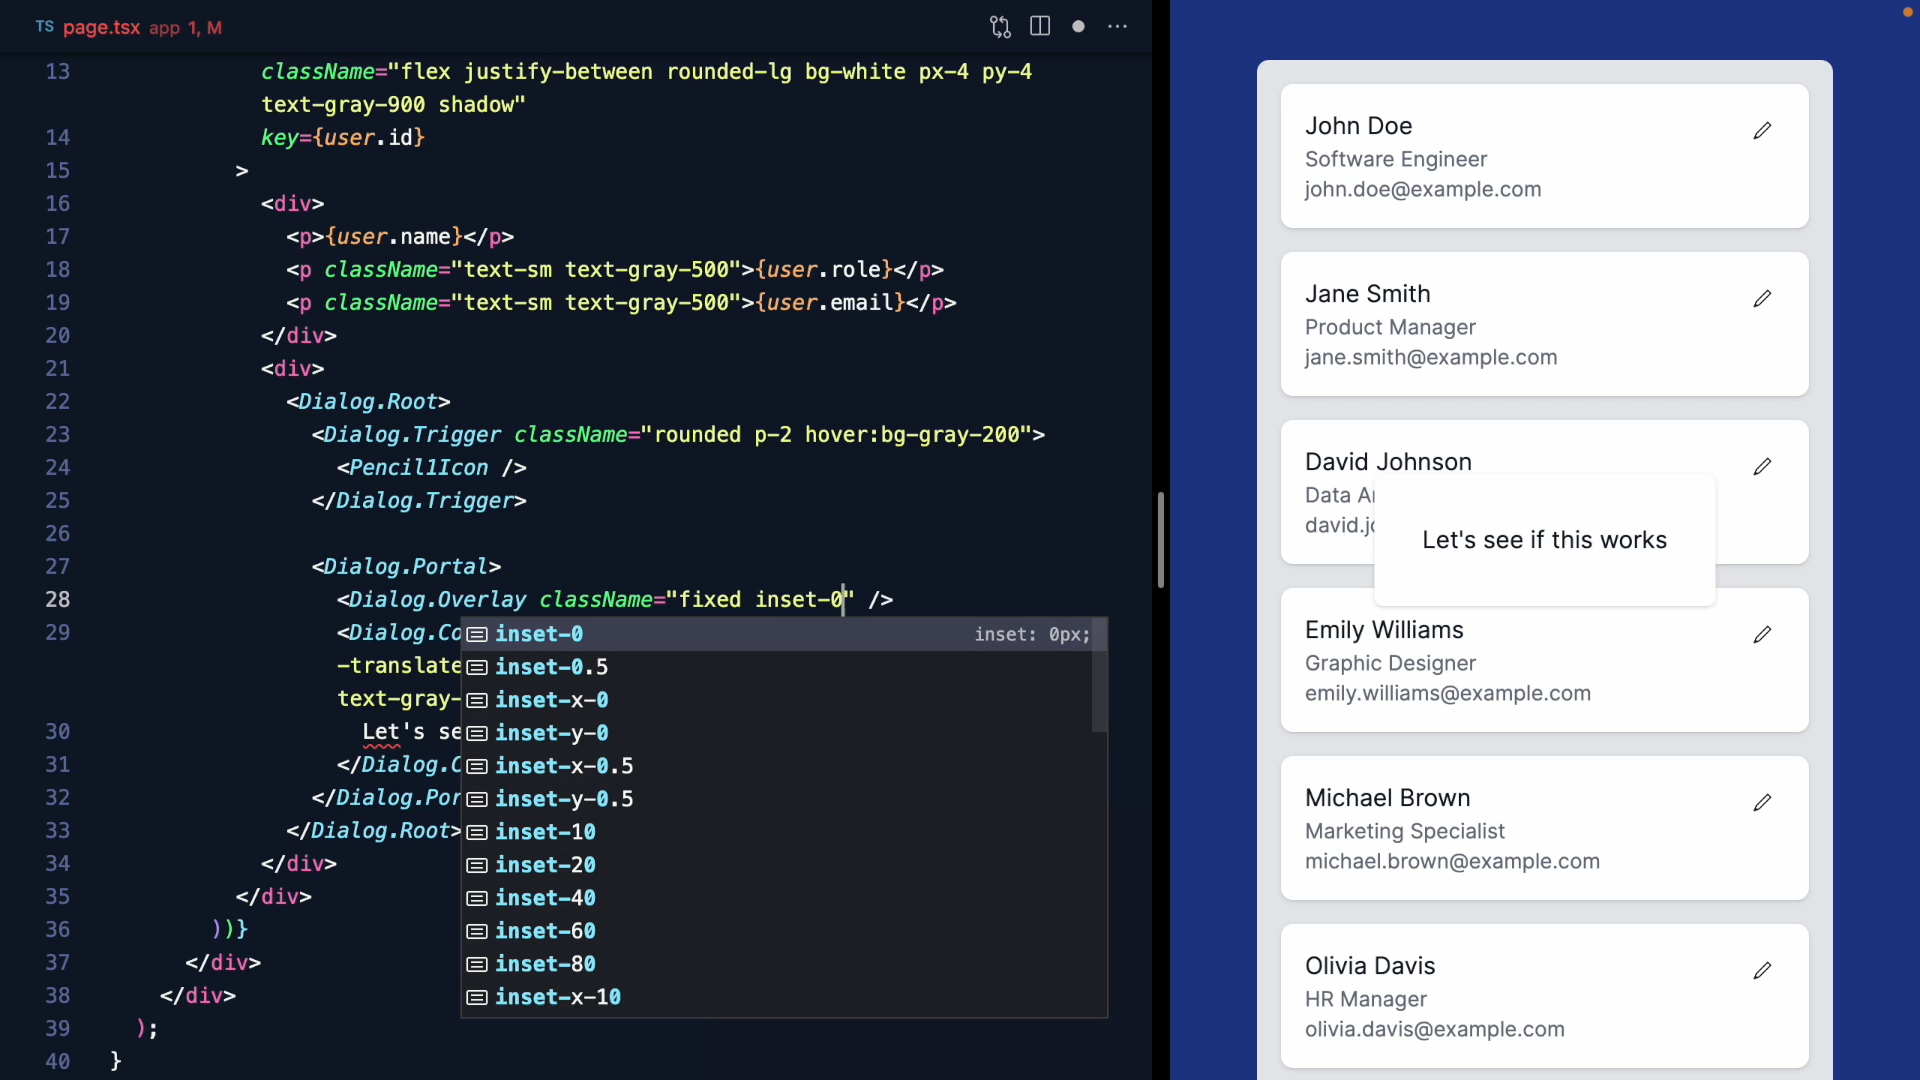 TS page.tsx app 1, M
13 className="flex justify-between rounded-lg bg-white px-4 py-4
text-gray-900 shadow"
14 key={user.id}
15 >
16 <div>
17 <p>{user.name}</p>
18 <p className="text-sm text-gray-500">{user.role}</p>
19 <p className="text-sm text-gray-500">{user.email}</p>
20 </div>
21 <div>
22 <Dialog.Root>
23 <Dialog.Trigger className="rounded p-2 hover:bg-gray-200">
24 <Pencil1Icon />
25 </Dialog.Trigger>
26
27 <Dialog.Portal>
28 <Dialog.Overlay className="fixed inset-0" />
29 <Dialog.Co
-translate
text-gray-
30 Let's se
31 </Dialog.C
32 </Dialog.Por
33 </Dialog.Root>
34 </div>
35 </div>
36 ))}
37 </div>
38 </div>
39 );
40 }
inset-0 inset: 0px;
inset-0.5
inset-x-0
inset-y-0
inset-x-0.5
inset-y-0.5
inset-10
inset-20
inset-40
inset-60
inset-80
inset-x-10
John Doe
Software Engineer
john.doe@example.com
Jane Smith
Product Manager
jane.smith@example.com
David Johnson
Data A
david.jo
Let's see if this works
Emily Williams
Graphic Designer
emily.williams@example.com
Michael Brown
Marketing Specialist
michael.brown@example.com
Olivia Davis
HR Manager
olivia.davis@example.com